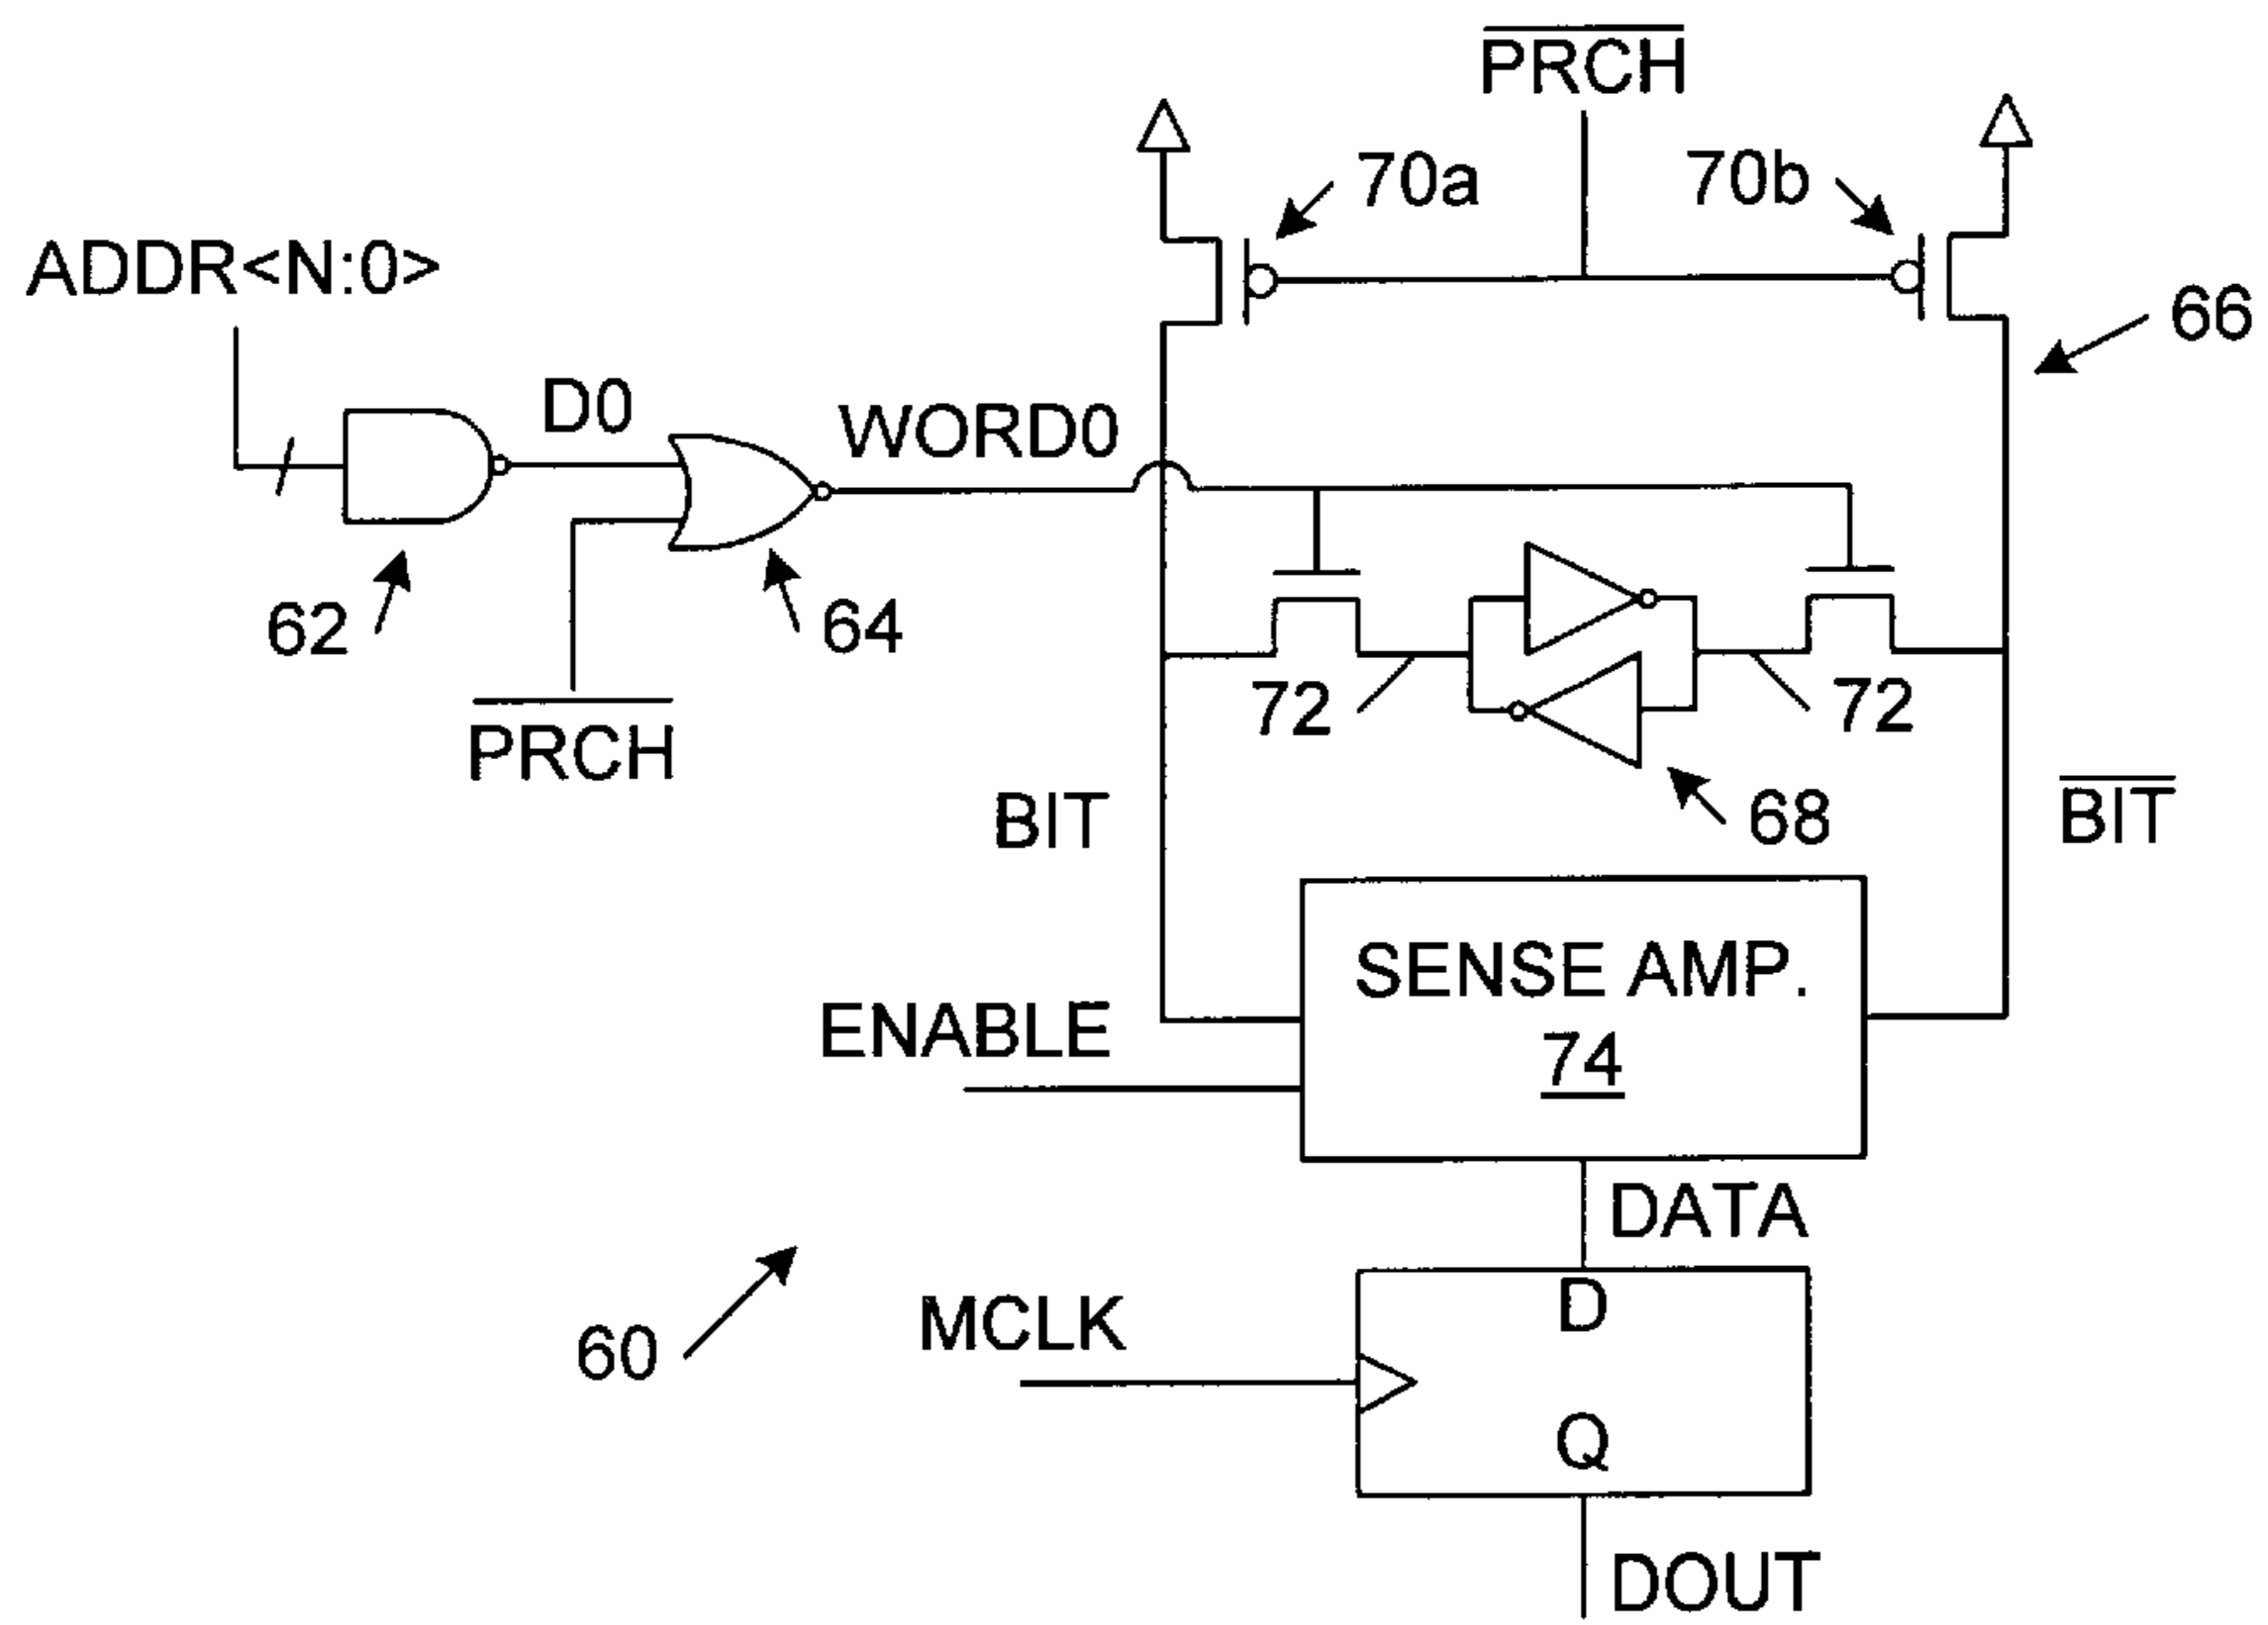 PRCH
70a
70b
ADDR<N:0>
66
D0
WORD0
62
64
72
72
PRCH
BIT
68
BIT
SENSE AMP.
74
ENABLE
DATA
MCLK
D
60
Q
DOUT